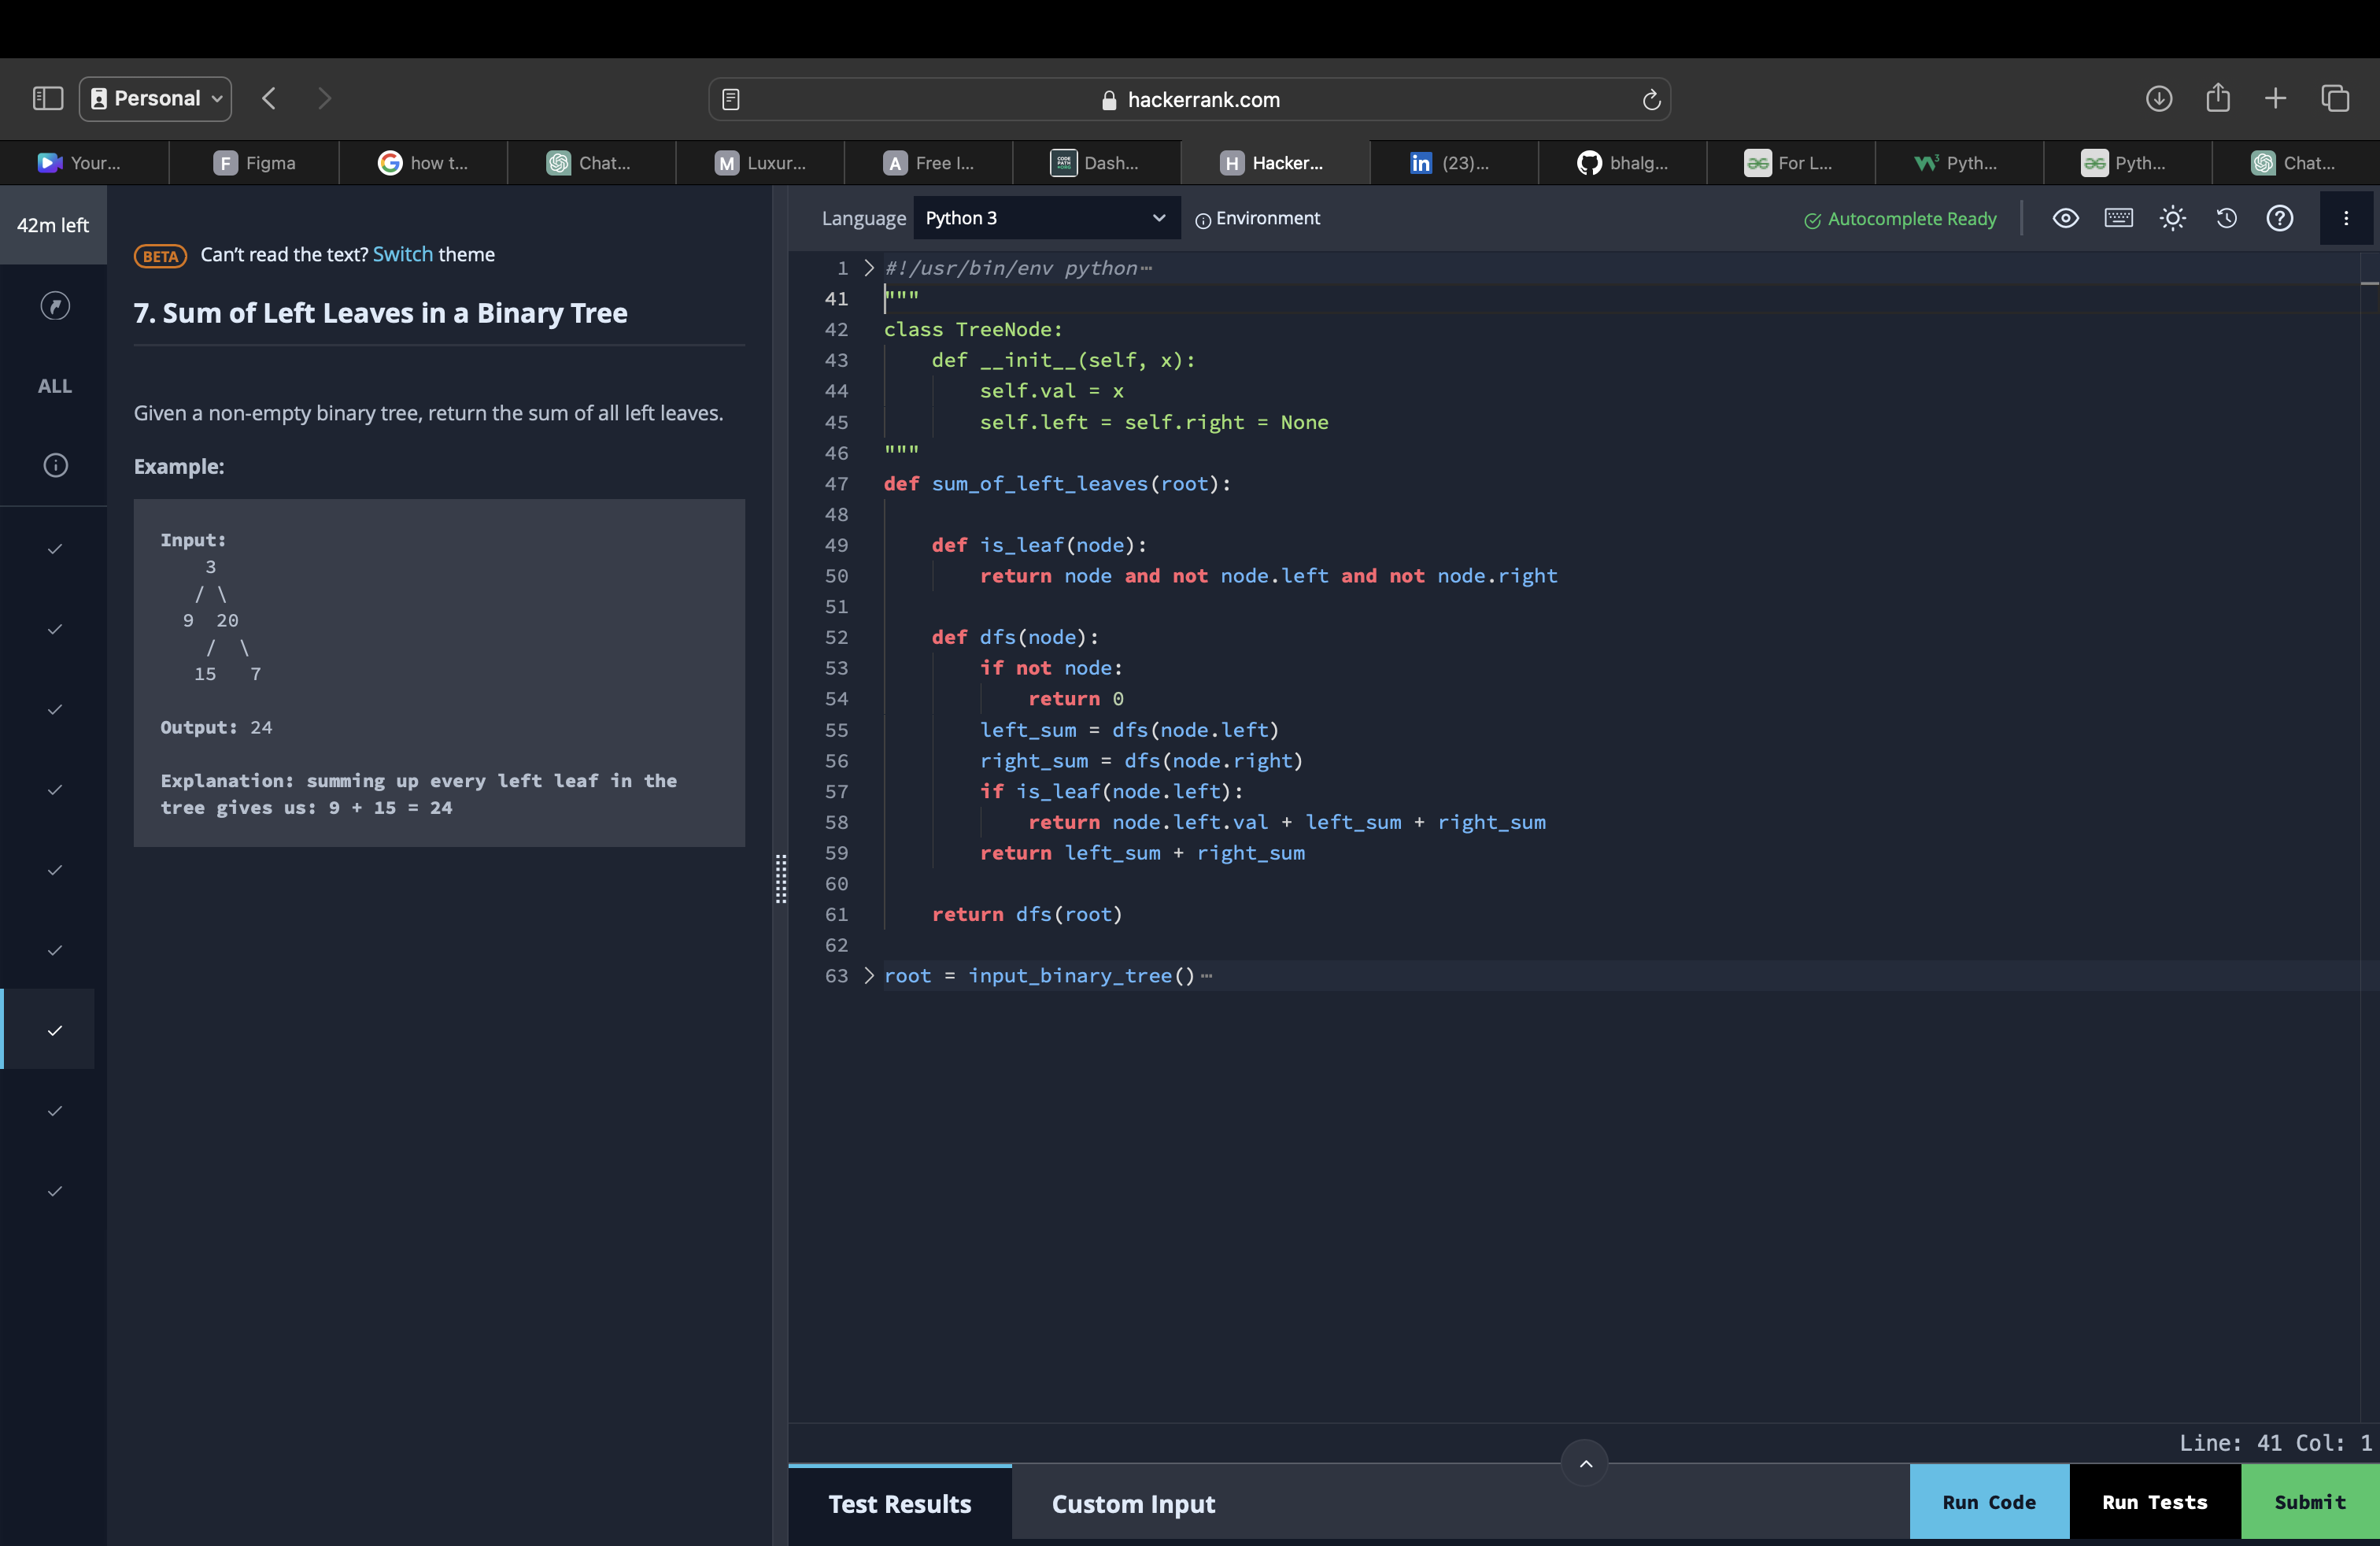 Personal
hackerrank.com
Your...
Figma
how t...
Chat...
Luxur...
Free I...
Dash...
Hacker...
(23)...
bhalg...
For L...
Pyth...
Pyth...
Chat...
42m left
ALL
BETA Can't read the text? Switch theme
7. Sum of Left Leaves in a Binary Tree
Given a non-empty binary tree, return the sum of all left leaves.
Example:
Input:
3
/ \
9 20
/ \
15 7
Output: 24
Explanation: summing up every left leaf in the
tree gives us: 9 + 15 = 24
Language Python 3 Environment
Autocomplete Ready
1 #!/usr/bin/env python…
41 """
42 class TreeNode:
43     def __init__(self, x):
44         self.val = x
45         self.left = self.right = None
46 """
47 def sum_of_left_leaves(root):
48
49     def is_leaf(node):
50         return node and not node.left and not node.right
51
52     def dfs(node):
53         if not node:
54             return 0
55         left_sum = dfs(node.left)
56         right_sum = dfs(node.right)
57         if is_leaf(node.left):
58             return node.left.val + left_sum + right_sum
59         return left_sum + right_sum
60
61     return dfs(root)
62
63 root = input_binary_tree()…
Line: 41 Col: 1
Test Results
Custom Input
Run Code
Run Tests
Submit